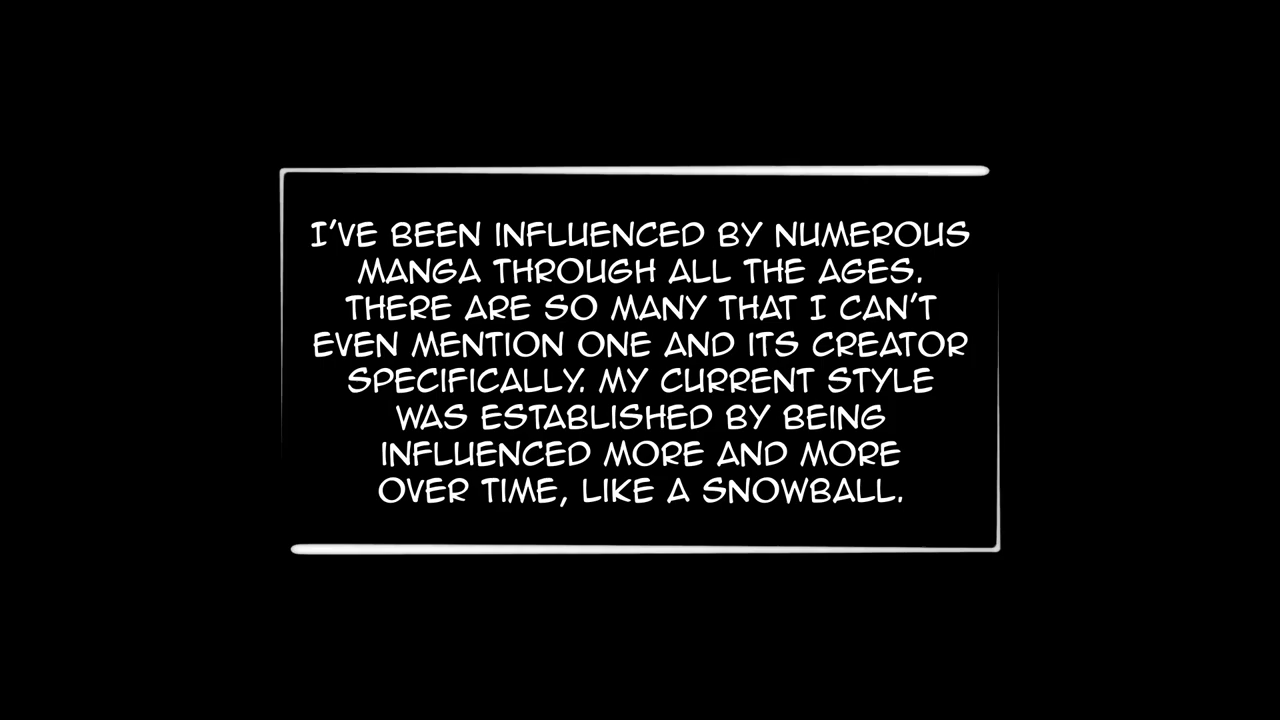 I'VE BEEN INFLUENCED BY NUMEROUS
MANGA THROUGH ALL THE AGES.
THERE ARE SO MANY THAT I CAN'T
EVEN MENTION ONE AND ITS CREATOR
SPECIFICALLY. MY CURRENT STYLE
WAS ESTABLISHED BY BEING
INFLUENCED MORE AND MORE
OVER TIME, LIKE A SNOWBALL.